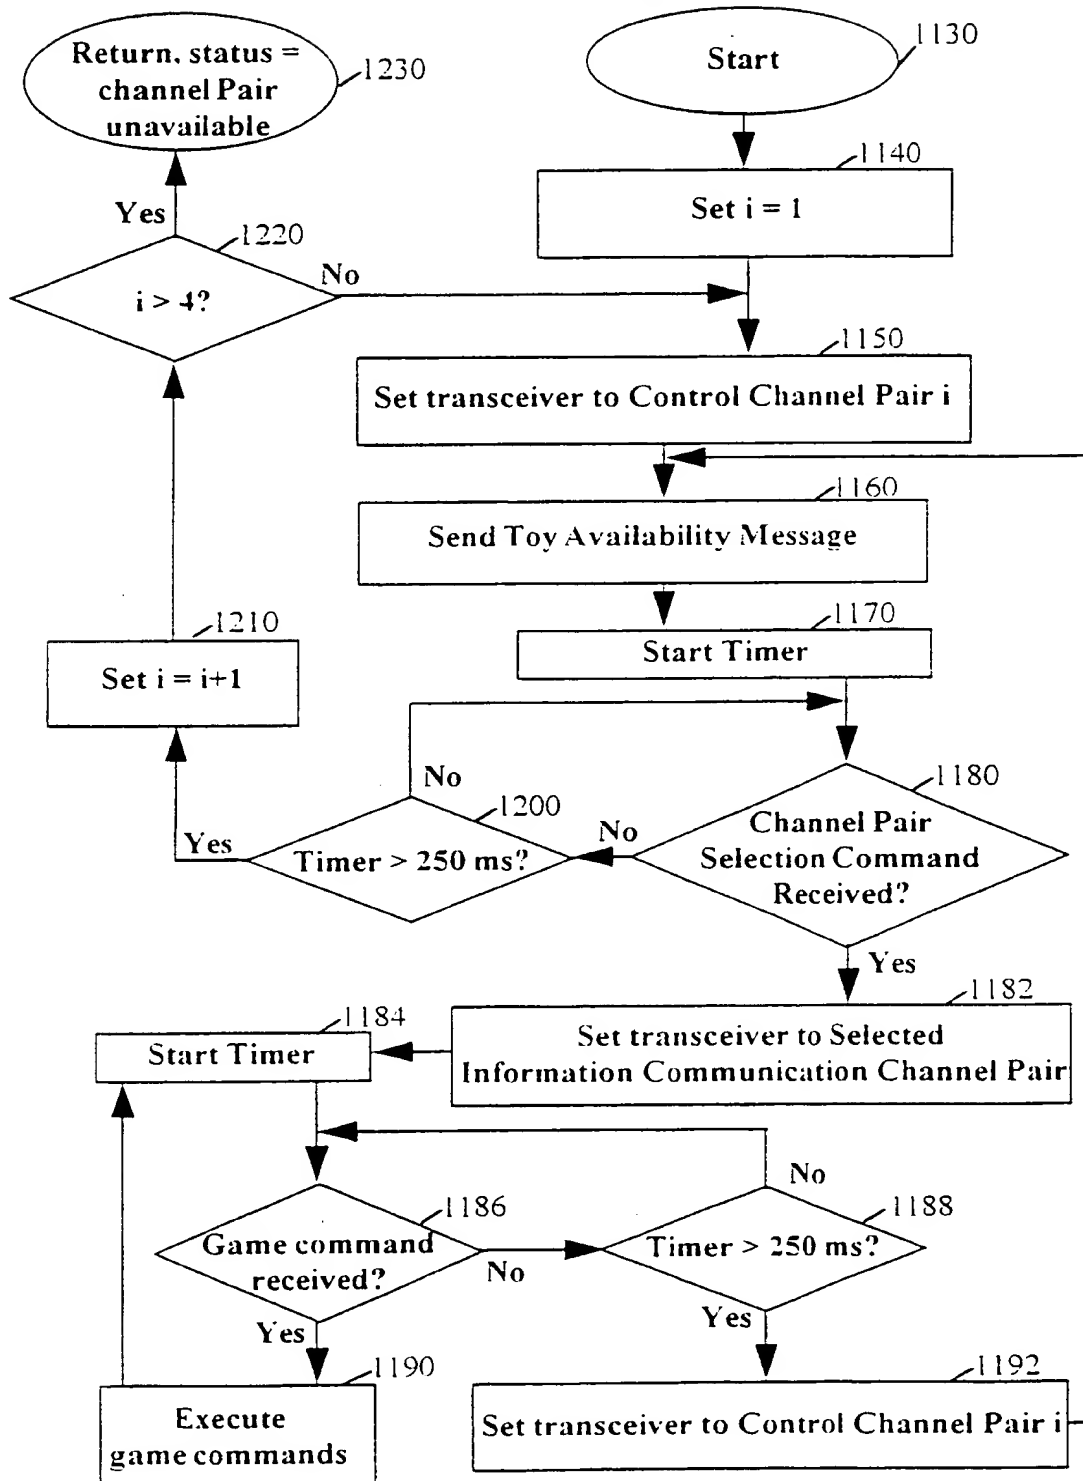 Return, status =
channel Pair
unavailable
1230
Start
1130
1140
Set i = 1
Yes
1220
i > 4?
No
1150
Set transceiver to Control Channel Pair i
1160
Send Toy Availability Message
1170
Start Timer
1210
Set i = i+1
No
1200
Timer > 250 ms?
Yes
No
1180
Channel Pair
Selection Command
Received?
Yes
1182
Set transceiver to Selected
Information Communication Channel Pair
1184
Start Timer
1186
Game command
received?
No
Yes
No
1188
Timer > 250 ms?
Yes
1190
Execute
game commands
1192
Set transceiver to Control Channel Pair i